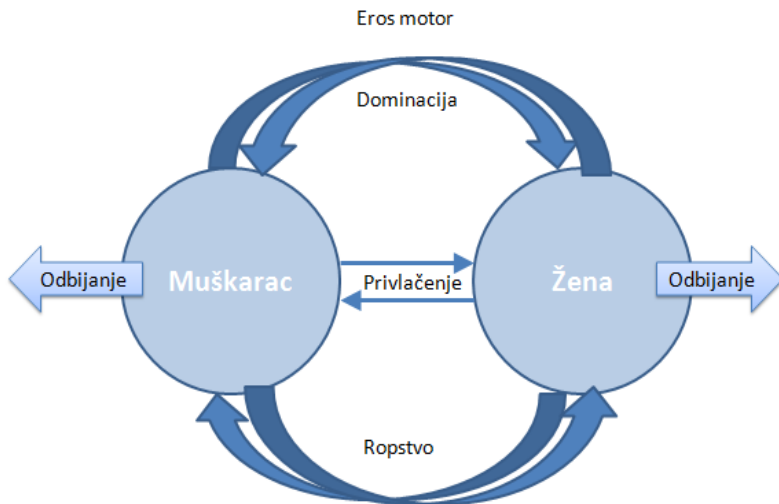 Eros motor
Dominacija
Odbijanje
Muškarac
Privlačenje
Žena
Odbijanje
Ropstvo